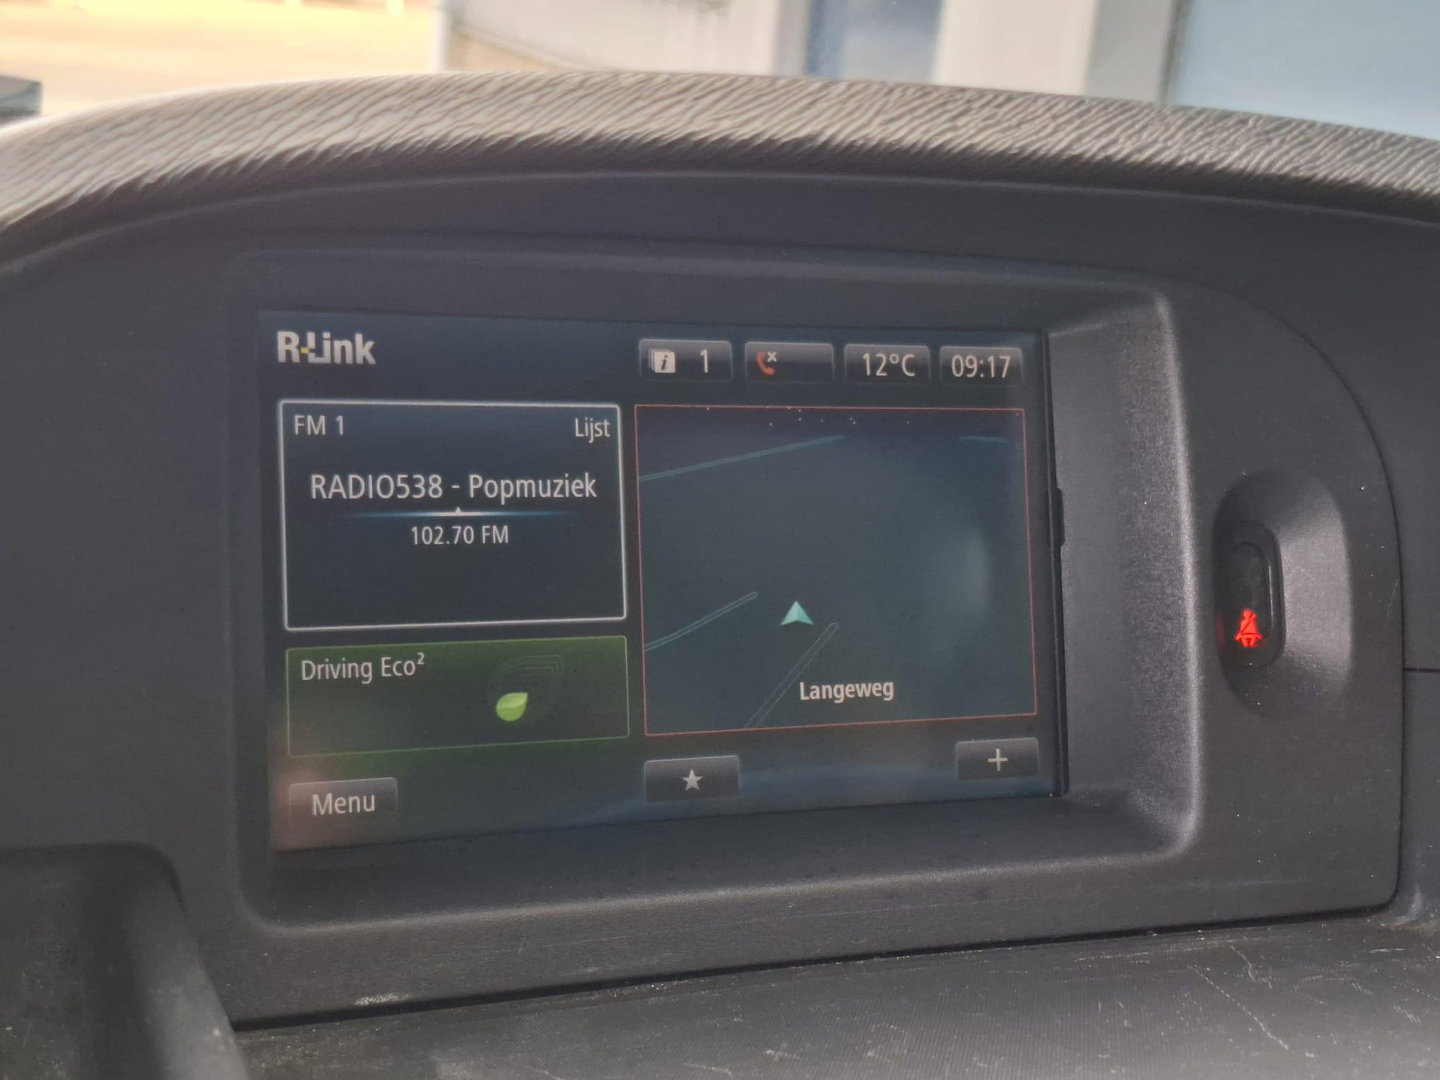 R-Link
1
12°C
09:17
FM 1
Lijst
RADIO538 - Popmuziek
102.70 FM
Driving Eco²
Langeweg
Menu